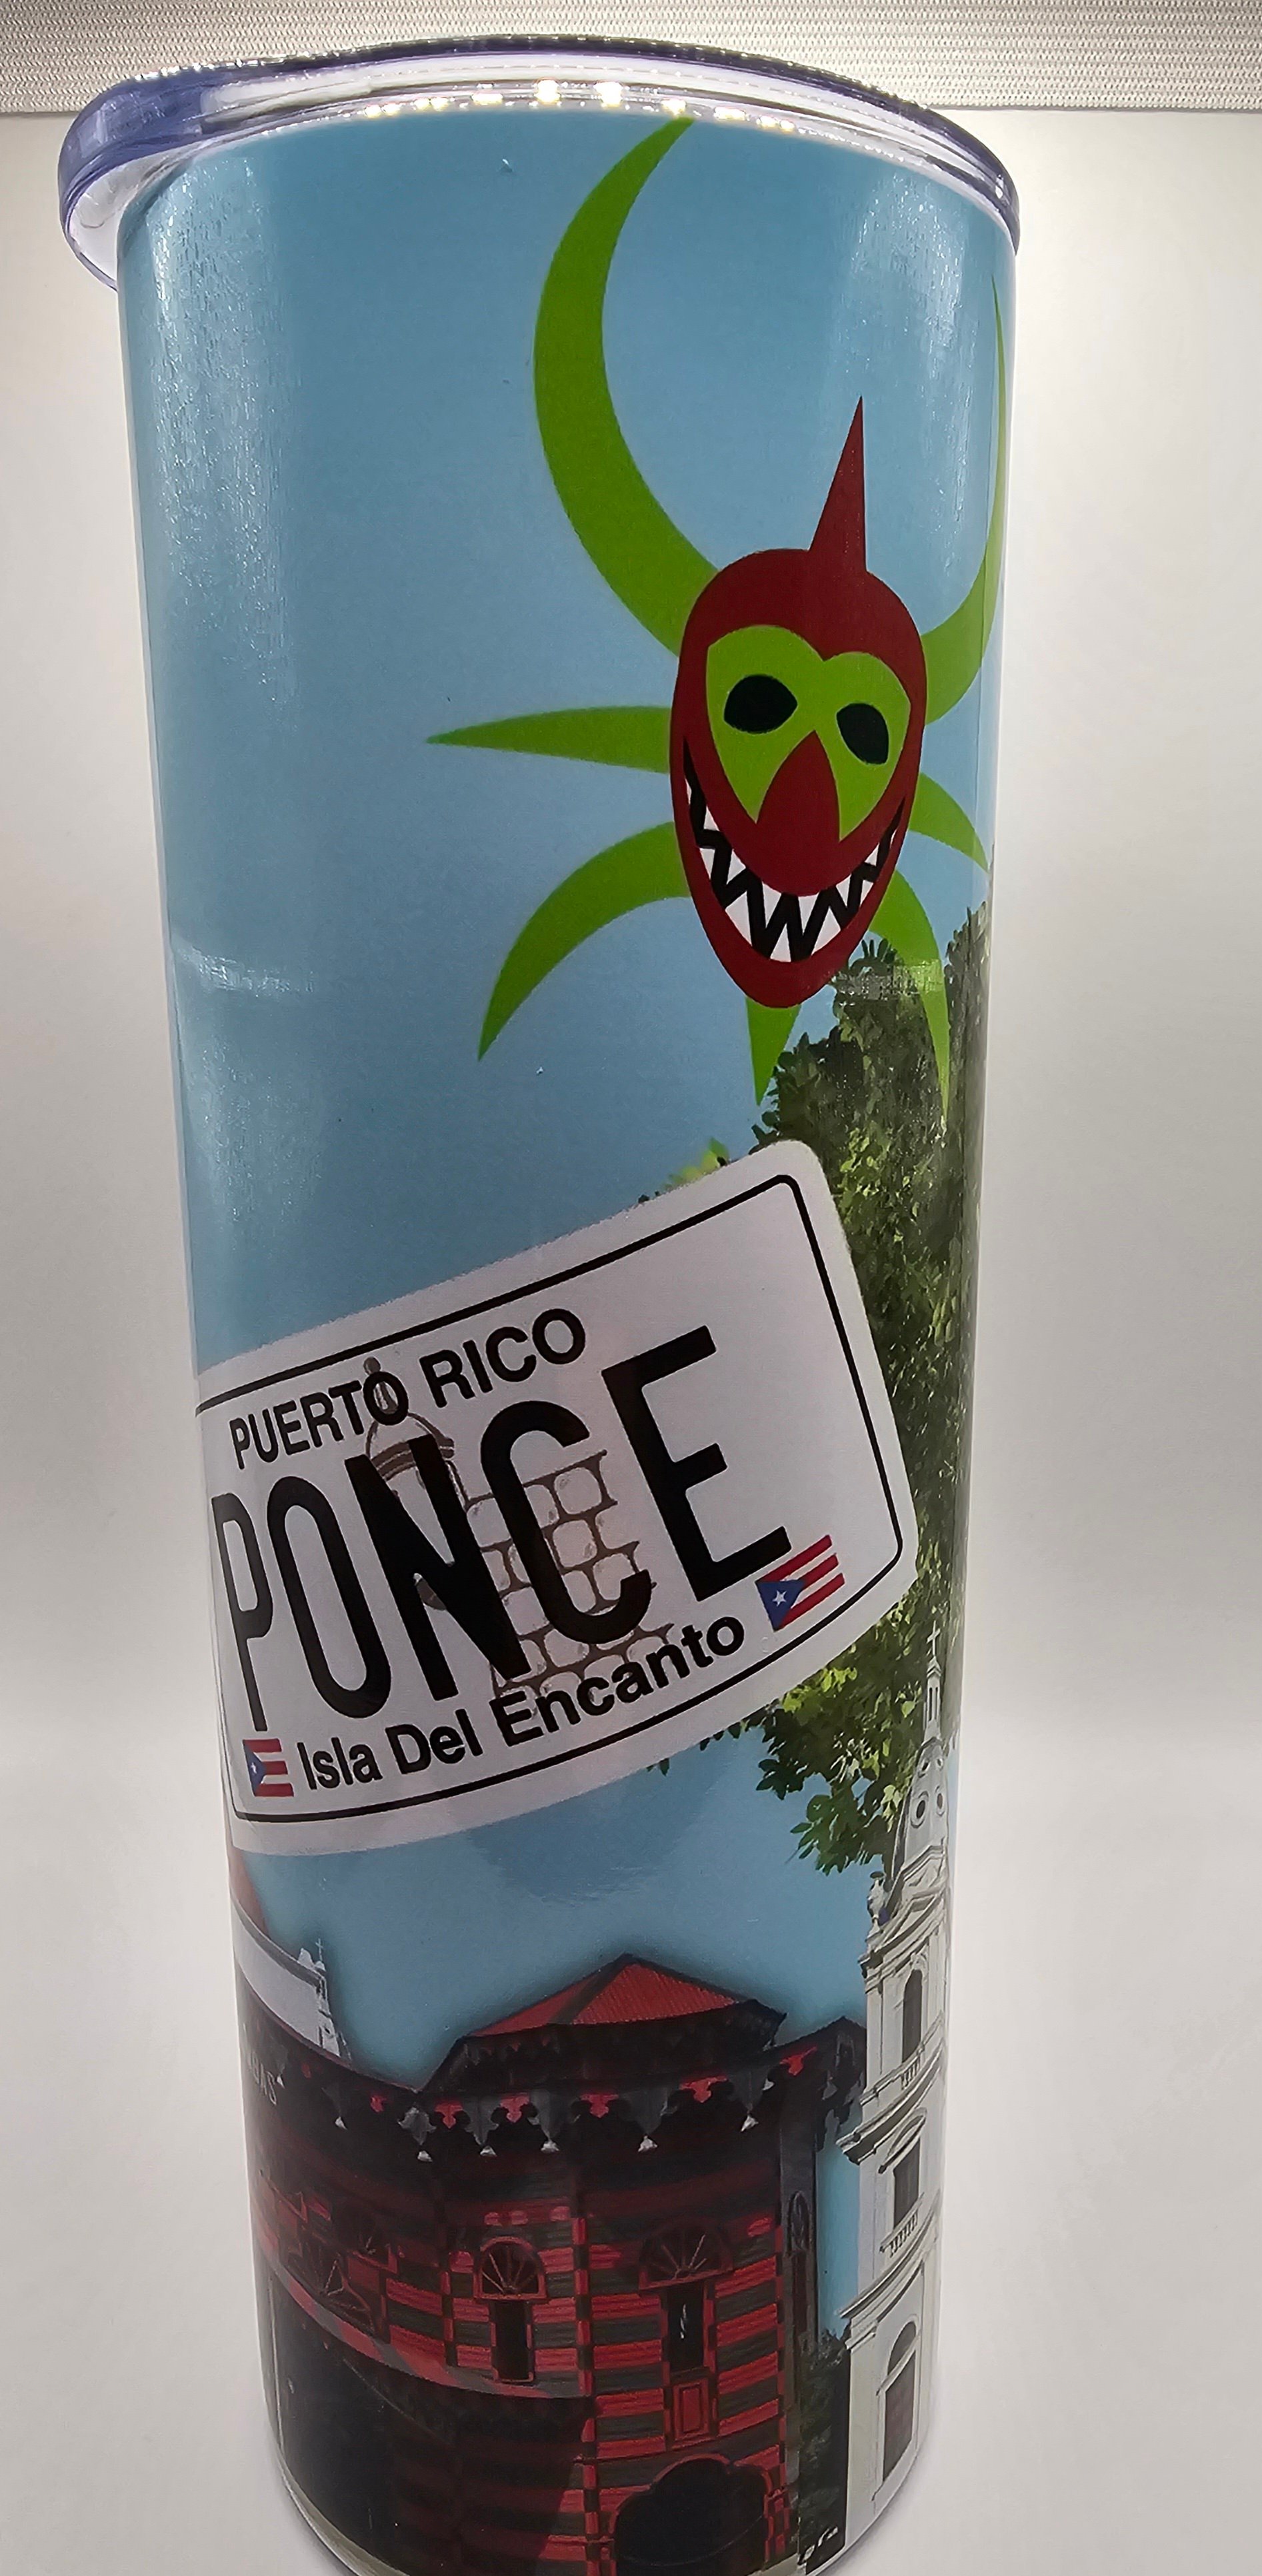 PUERTO RICO
PONCE
Isla Del Encanto